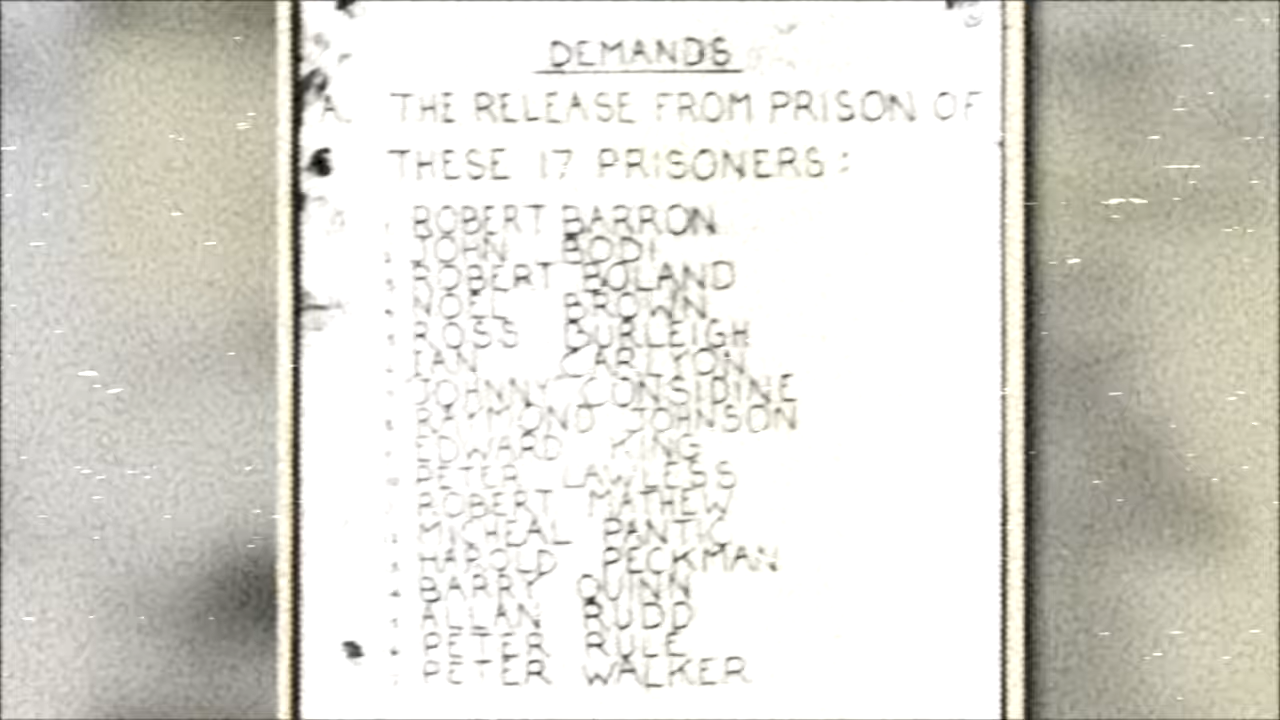 DEMANDS
A. THE RELEASE FROM PRISON OF
THESE 17 PRISONERS:
ROBERT BARRON
JOHN BODI
ROBERT BOLAND
NOEL BROWN
ROSS BURLEIGH
IAN CARLYON
JOHNNY CONSIDINE
RAYMOND JOHNSON
EDWARD KING
PETER LAWLESS
ROBERT MATHEW
MICHEAL PANTIC
HAROLD PECKMAN
BARRY QUINN
ALLAN RUDD
PETER RULE
PETER WALKER